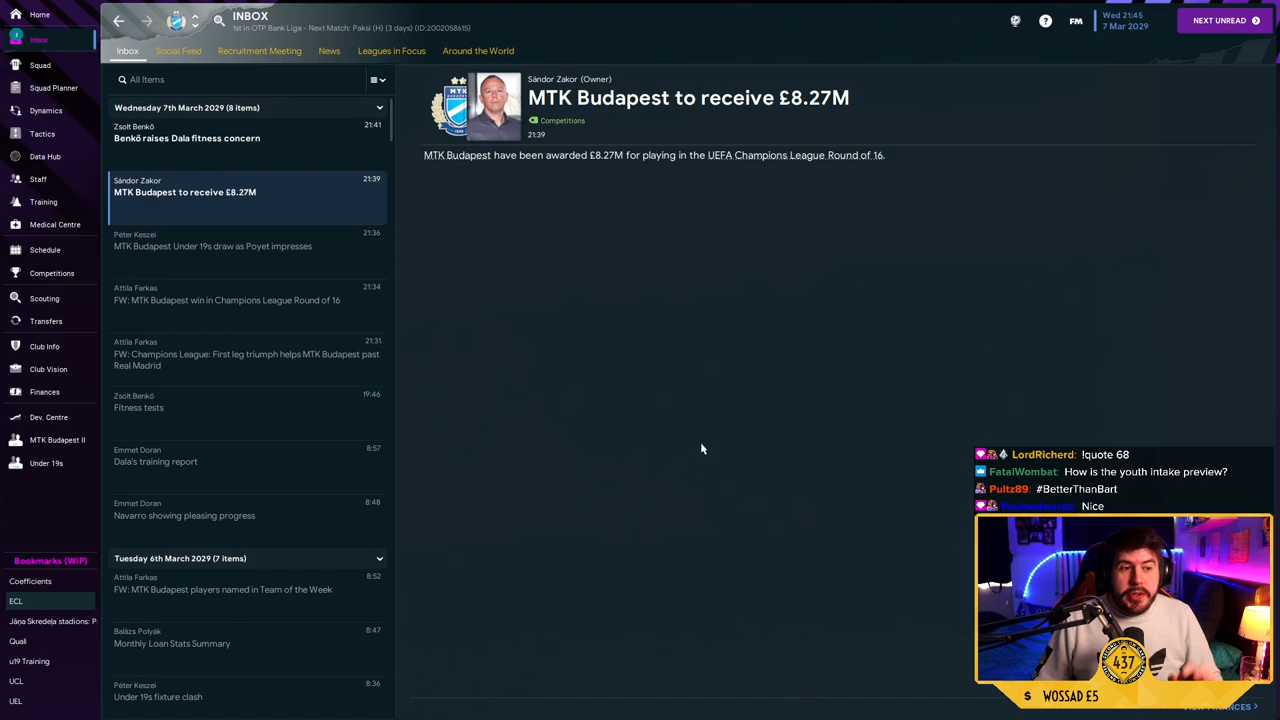 Home
INBOX
1st in OTP Bank Liga - Next Match: Paksi (H) (3 days) (ID:2002058615)
FM
Wed 21:45
7 Mar 2029
NEXT UNREAD
1
Inbox
Squad
Squad Planner
Dynamics
Tactics
Data Hub
Staff
Training
Medical Centre
Schedule
Competitions
Scouting
Transfers
Club Info
Club Vision
Finances
Dev. Centre
MTK Budapest II
Under 19s
Bookmarks (WiP)
Coefficients
ECL
Jāņa Skredeļa stadions: P
Quali
u19 Training
UCL
UEL
Inbox
Social Feed
Recruitment Meeting
News
Leagues in Focus
Around the World
All Items
Wednesday 7th March 2029 (8 items)
Zsolt Benkő
21:41
Benkő raises Dala fitness concern
Sándor Zakor
21:39
MTK Budapest to receive £8.27M
Péter Keszei
21:36
MTK Budapest Under 19s draw as Poyet impresses
Attila Farkas
21:34
FW: MTK Budapest win in Champions League Round of 16
Attila Farkas
21:31
FW: Champions League: First leg triumph helps MTK Budapest past
Real Madrid
Zsolt Benkő
19:46
Fitness tests
Emmet Doran
8:57
Dala's training report
Emmet Doran
8:48
Navarro showing pleasing progress
Tuesday 6th March 2029 (7 items)
Attila Farkas
8:52
FW: MTK Budapest players named in Team of the Week
Balázs Polyák
8:47
Monthly Loan Stats Summary
Péter Keszei
8:36
Under 19s fixture clash
MTK
Sándor Zakor (Owner)
MTK Budapest to receive £8.27M
Competitions
21:39
MTK Budapest have been awarded £8.27M for playing in the UEFA Champions League Round of 16.
LordRicherd: !quote 68
FatalWombat: How is the youth intake preview?
Pultz89: #BetterThanBart
Nice
437
$ WOSSAD £5
VIEW FINANCES